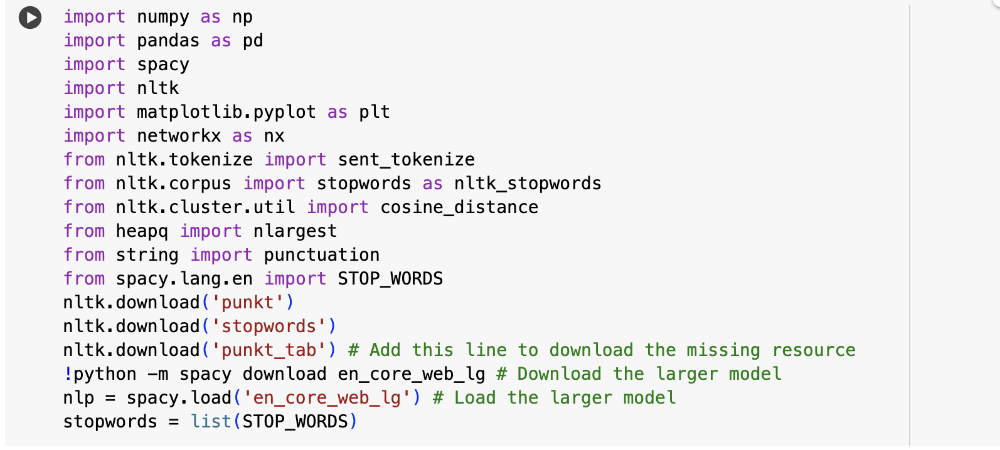 import numpy as np
import pandas as pd
import spacy
import nltk
import matplotlib.pyplot as plt
import networkx as nx
from nltk.tokenize import sent_tokenize
from nltk.corpus import stopwords as nltk_stopwords
from nltk.cluster.util import cosine_distance
from heapq import nlargest
from string import punctuation
from spacy.lang.en import STOP_WORDS
nltk.download('punkt')
nltk.download('stopwords')
nltk.download('punkt_tab') # Add this line to download the missing resource
!python -m spacy download en_core_web_lg # Download the larger model
nlp = spacy.load('en_core_web_lg') # Load the larger model
stopwords = list(STOP_WORDS)